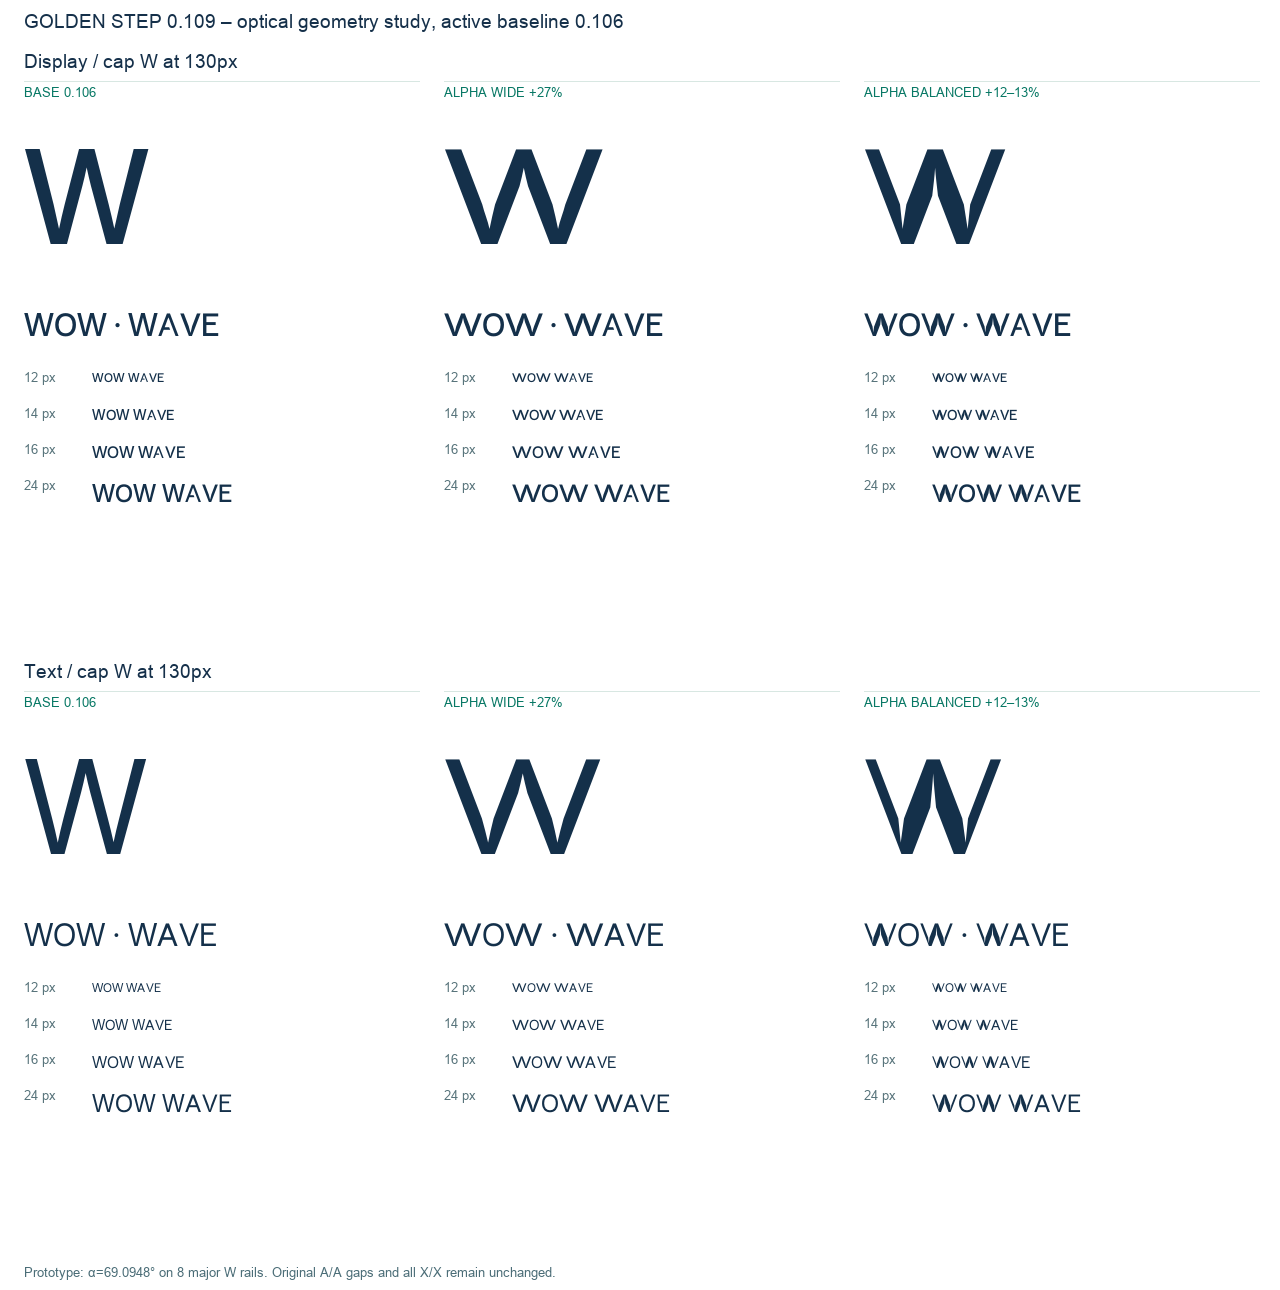 GOLDEN STEP 0.109 – optical geometry study, active baseline 0.106
Display / cap W at 130px
BASE 0.106
W
WOW · WAVE
12 px WOW WAVE
14 px WOW WAVE
16 px WOW WAVE
24 px WOW WAVE
ALPHA WIDE +27%
W
WOW · WAVE
12 px WOW WAVE
14 px WOW WAVE
16 px WOW WAVE
24 px WOW WAVE
ALPHA BALANCED +12–13%
W
WOW · WAVE
12 px WOW WAVE
14 px WOW WAVE
16 px WOW WAVE
24 px WOW WAVE
Text / cap W at 130px
BASE 0.106
W
WOW · WAVE
12 px WOW WAVE
14 px WOW WAVE
16 px WOW WAVE
24 px WOW WAVE
ALPHA WIDE +27%
W
WOW · WAVE
12 px WOW WAVE
14 px WOW WAVE
16 px WOW WAVE
24 px WOW WAVE
ALPHA BALANCED +12–13%
W
WOW · WAVE
12 px WOW WAVE
14 px WOW WAVE
16 px WOW WAVE
24 px WOW WAVE
Prototype: α=69.0948° on 8 major W rails. Original A/A gaps and all X/X remain unchanged.